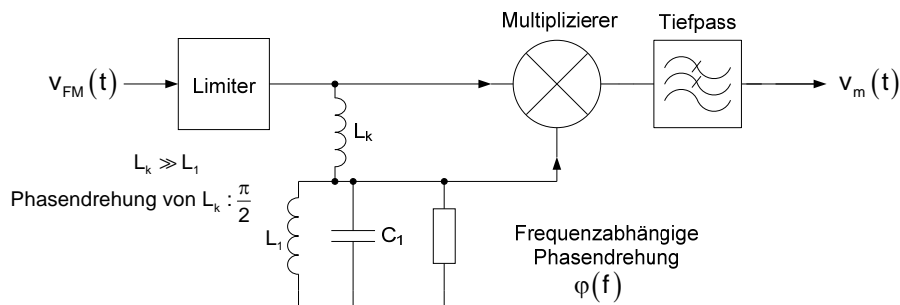 Multiplizierer
Tiefpass
v_FM(t)
Limiter
v_m(t)
L_k
L_k ≫ L_1
Phasendrehung von L_k : π/2
L_1
C_1
Frequenzabhängige
Phasendrehung
φ(f)